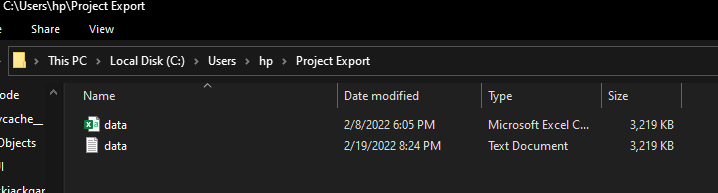 C:\Users\hp\Project Export
Share View
This PC > Local Disk (C:) > Users > hp > Project Export
Name Date modified Type Size
data 2/8/2022 6:05 PM Microsoft Excel C... 3,219 KB
data 2/19/2022 8:24 PM Text Document 3,219 KB
ode
ycache__
Objects